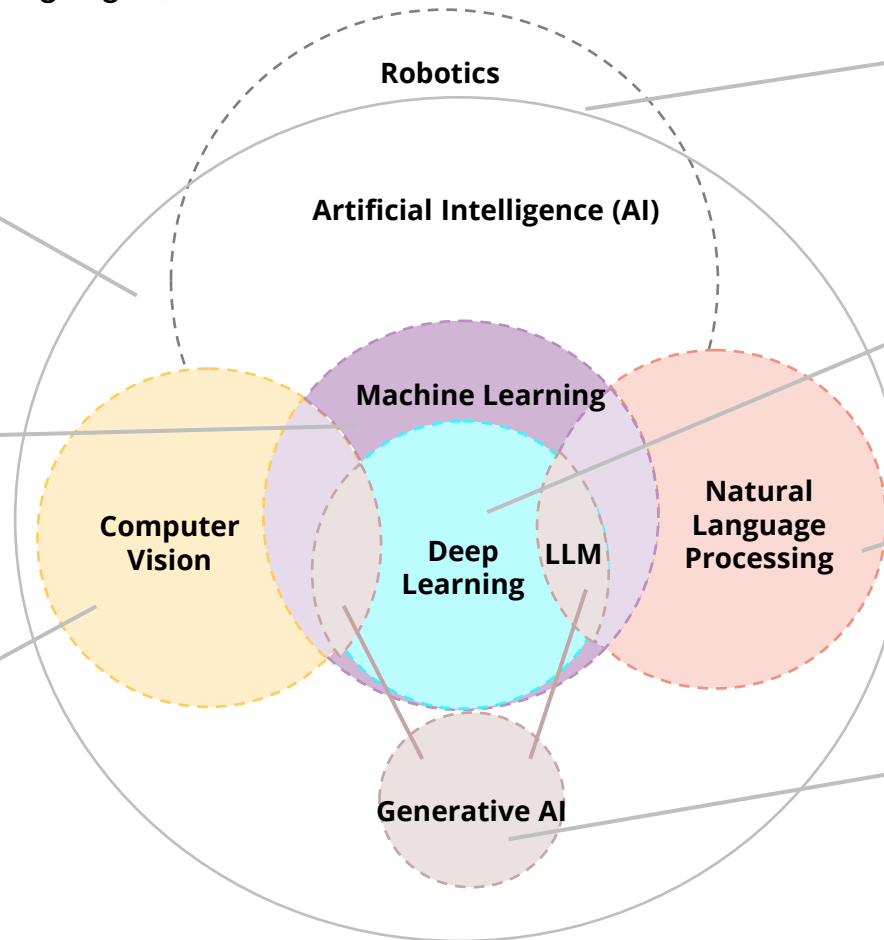 Robotics
Artificial Intelligence (AI)
Machine Learning
Computer
Vision
Deep
Learning
LLM
Natural
Language
Processing
Generative AI